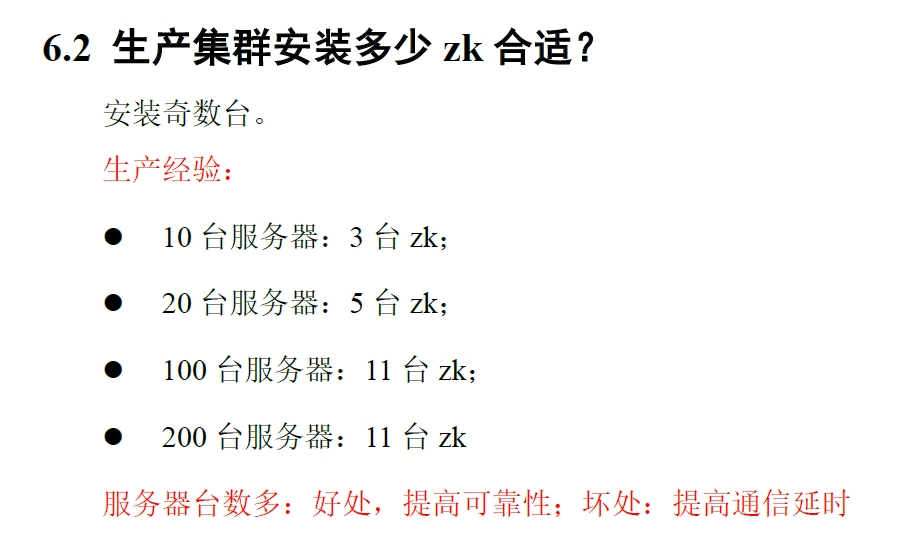 6.2 生产集群安装多少 zk 合适？
安装奇数台。
生产经验：
● 10 台服务器：3 台 zk；
● 20 台服务器：5 台 zk；
● 100 台服务器：11 台 zk；
● 200 台服务器：11 台 zk
服务器台数多：好处，提高可靠性；坏处：提高通信延时